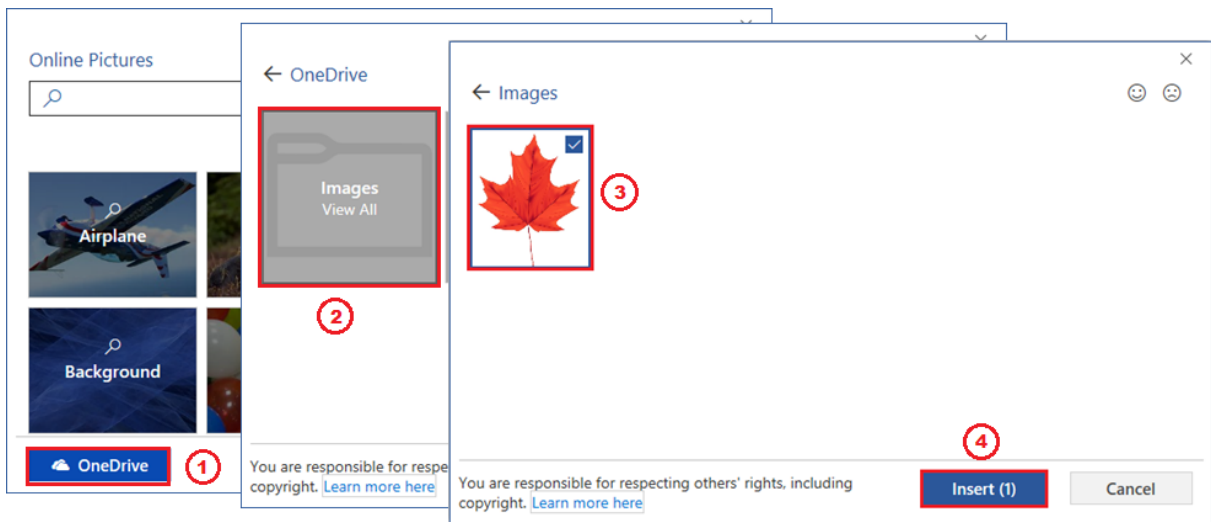 Online Pictures
Airplane
Background
OneDrive
1
OneDrive
Images
View All
2
You are responsible for respe
copyright. Learn more here
Images
3
4
You are responsible for respecting others' rights, including
copyright. Learn more here
Insert (1)
Cancel